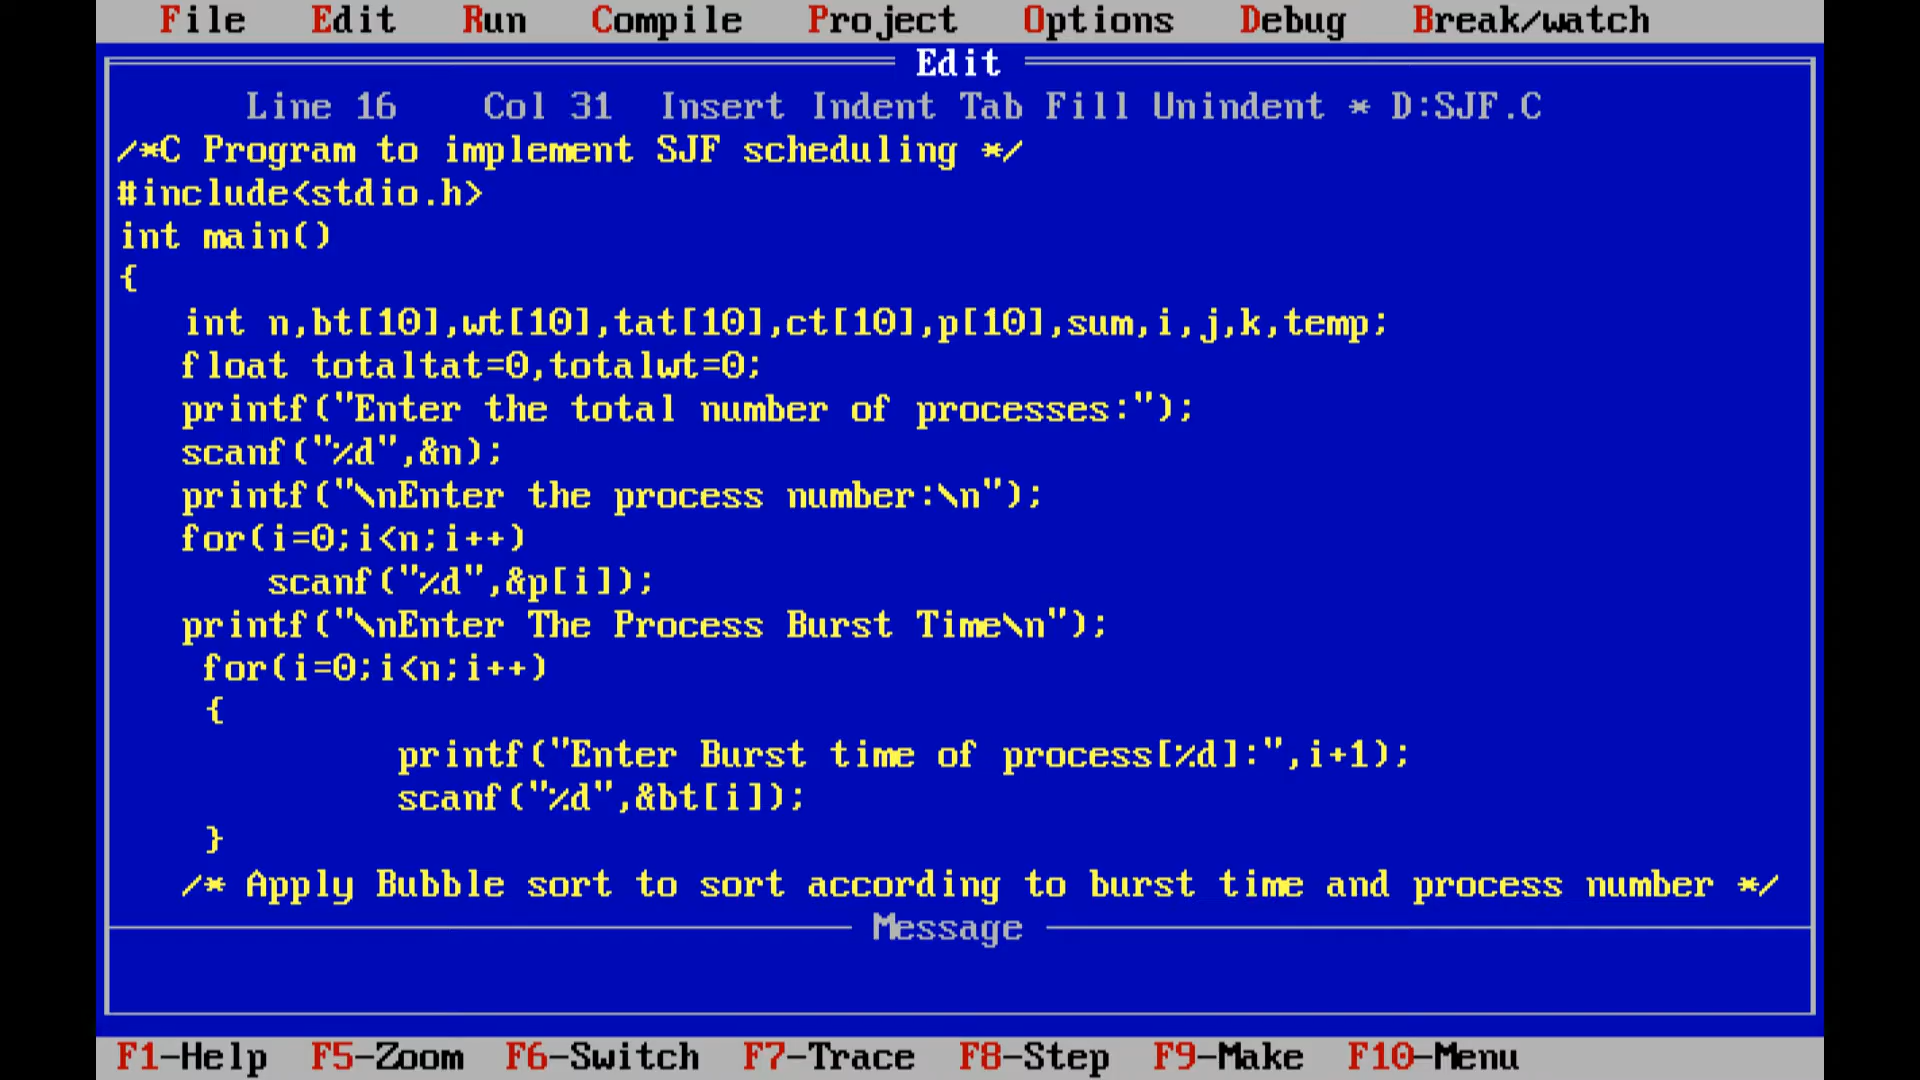 File Edit Run Compile Project Options Debug Break/watch
Edit
Line 16 Col 31 Insert Indent Tab Fill Unindent * D:SJF.C
/*C Program to implement SJF scheduling */
#include<stdio.h>
int main()
{
int n,bt[10],wt[10],tat[10],ct[10],p[10],sum,i,j,k,temp;
float totaltat=0,totalwt=0;
printf("Enter the total number of processes:");
scanf("%d",&n);
printf("\nEnter the process number:\n");
for(i=0;i<n;i++)
scanf("%d",&p[i]);
printf("\nEnter The Process Burst Time\n");
for(i=0;i<n;i++)
{
printf("Enter Burst time of process[%d]:",i+1);
scanf("%d",&bt[i]);
}
/* Apply Bubble sort to sort according to burst time and process number */
Message
F1-Help F5-Zoom F6-Switch F7-Trace F8-Step F9-Make F10-Menu